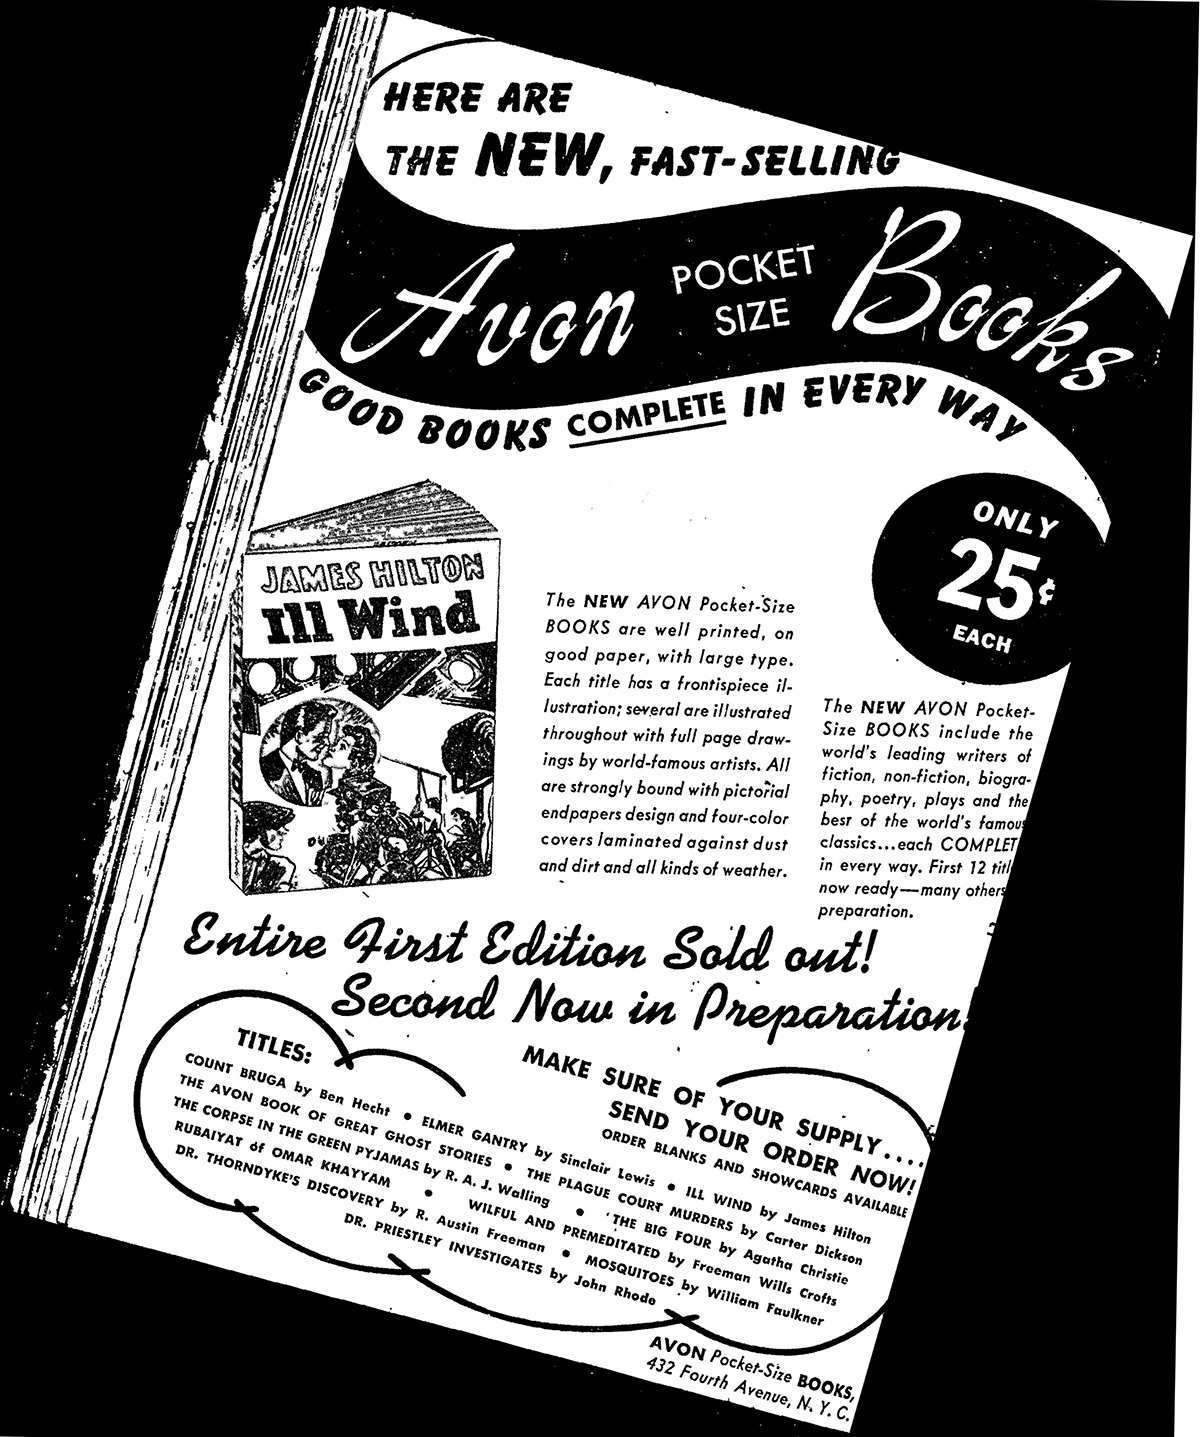 HERE ARE
THE NEW, FAST-SELLING
Avon POCKET SIZE Books
GOOD BOOKS COMPLETE IN EVERY WAY
ONLY
25¢
EACH
JAMES HILTON
Ill Wind
The NEW AVON Pocket-Size
BOOKS are well printed, on
good paper, with large type.
Each title has a frontispiece il-
lustration; several are illustrated
throughout with full page draw-
ings by world-famous artists. All
are strongly bound with pictorial
endpapers design and four-color
covers laminated against dust
and dirt and all kinds of weather.
The NEW AVON Pocket-
Size BOOKS include the
world's leading writers of
fiction, non-fiction, biogra-
phy, poetry, plays and the
best of the world's famous
classics...each COMPLET
in every way. First 12 titl
now ready—many others
preparation.
Entire First Edition Sold out!
Second Now in Preparation!
MAKE SURE OF YOUR SUPPLY....
SEND YOUR ORDER NOW!
ORDER BLANKS AND SHOWCARDS AVAILABLE
TITLES:
COUNT BRUGA by Ben Hecht • ELMER GANTRY by Sinclair Lewis • ILL WIND by James Hilton
THE AVON BOOK OF GREAT GHOST STORIES • THE PLAGUE COURT MURDERS by Carter Dickson
THE CORPSE IN THE GREEN PYJAMAS by R. A. J. Walling • THE BIG FOUR by Agatha Christie
RUBAIYAT of OMAR KHAYYAM • WILFUL AND PREMEDITATED by Freeman Wills Crofts
DR. THORNDYKE'S DISCOVERY by R. Austin Freeman • MOSQUITOES by William Faulkner
DR. PRIESTLEY INVESTIGATES by John Rhode
AVON Pocket-Size BOOKS,
432 Fourth Avenue, N. Y. C.